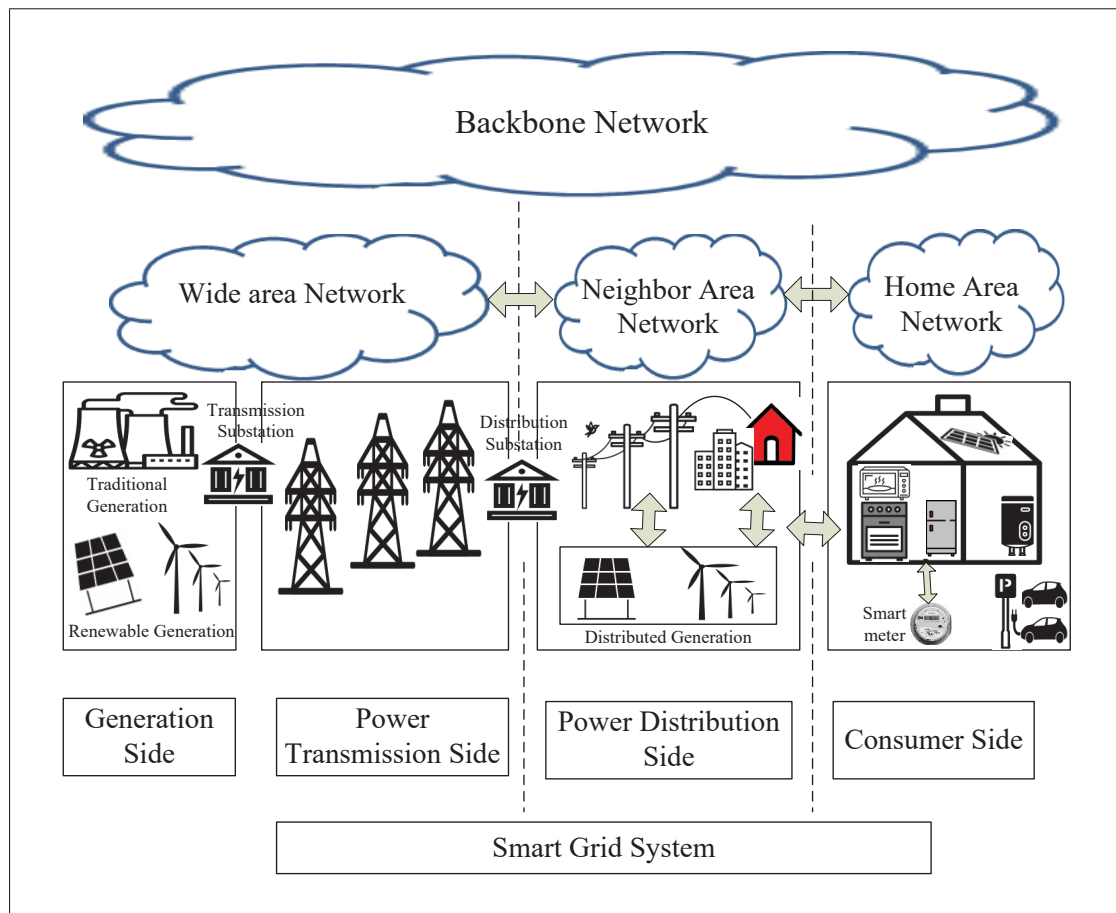 Backbone Network
Wide area Network
Neighbor Area
Network
Home Area
Network
Transmission
Substation
Distribution
Substation
Traditional
Generation
Renewable Generation
Distributed Generation
Smart
meter
P
Generation
Side
Power
Transmission Side
Power Distribution
Side
Consumer Side
Smart Grid System